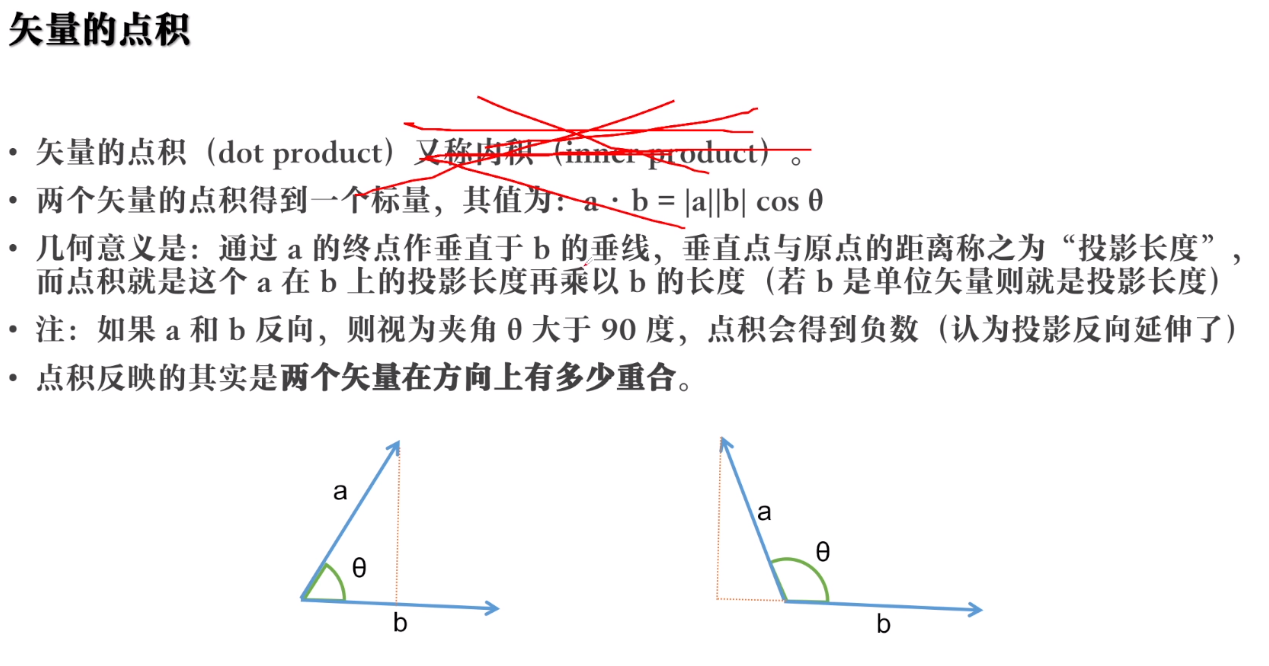 矢量的点积
• 矢量的点积（dot product）又称内积（inner product）。
• 两个矢量的点积得到一个标量，其值为：a · b = |a||b| cos θ
• 几何意义是：通过 a 的终点作垂直于 b 的垂线，垂直点与原点的距离称之为“投影长度”，
而点积就是这个 a 在 b 上的投影长度再乘以 b 的长度（若 b 是单位矢量则就是投影长度）
• 注：如果 a 和 b 反向，则视为夹角 θ 大于 90 度，点积会得到负数（认为投影反向延伸了）
• 点积反映的其实是两个矢量在方向上有多少重合。
a
θ
b
a
θ
b